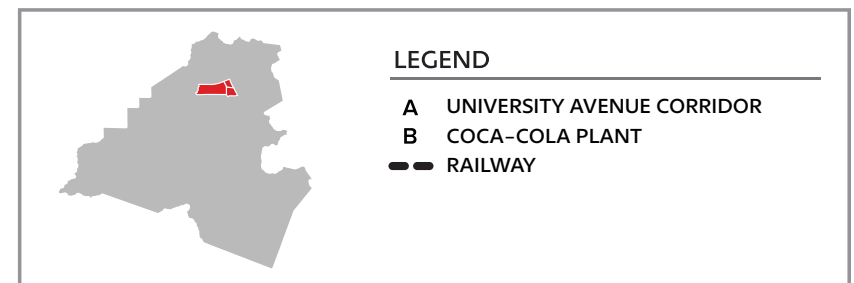 LEGEND
A UNIVERSITY AVENUE CORRIDOR
B COCA-COLA PLANT
RAILWAY